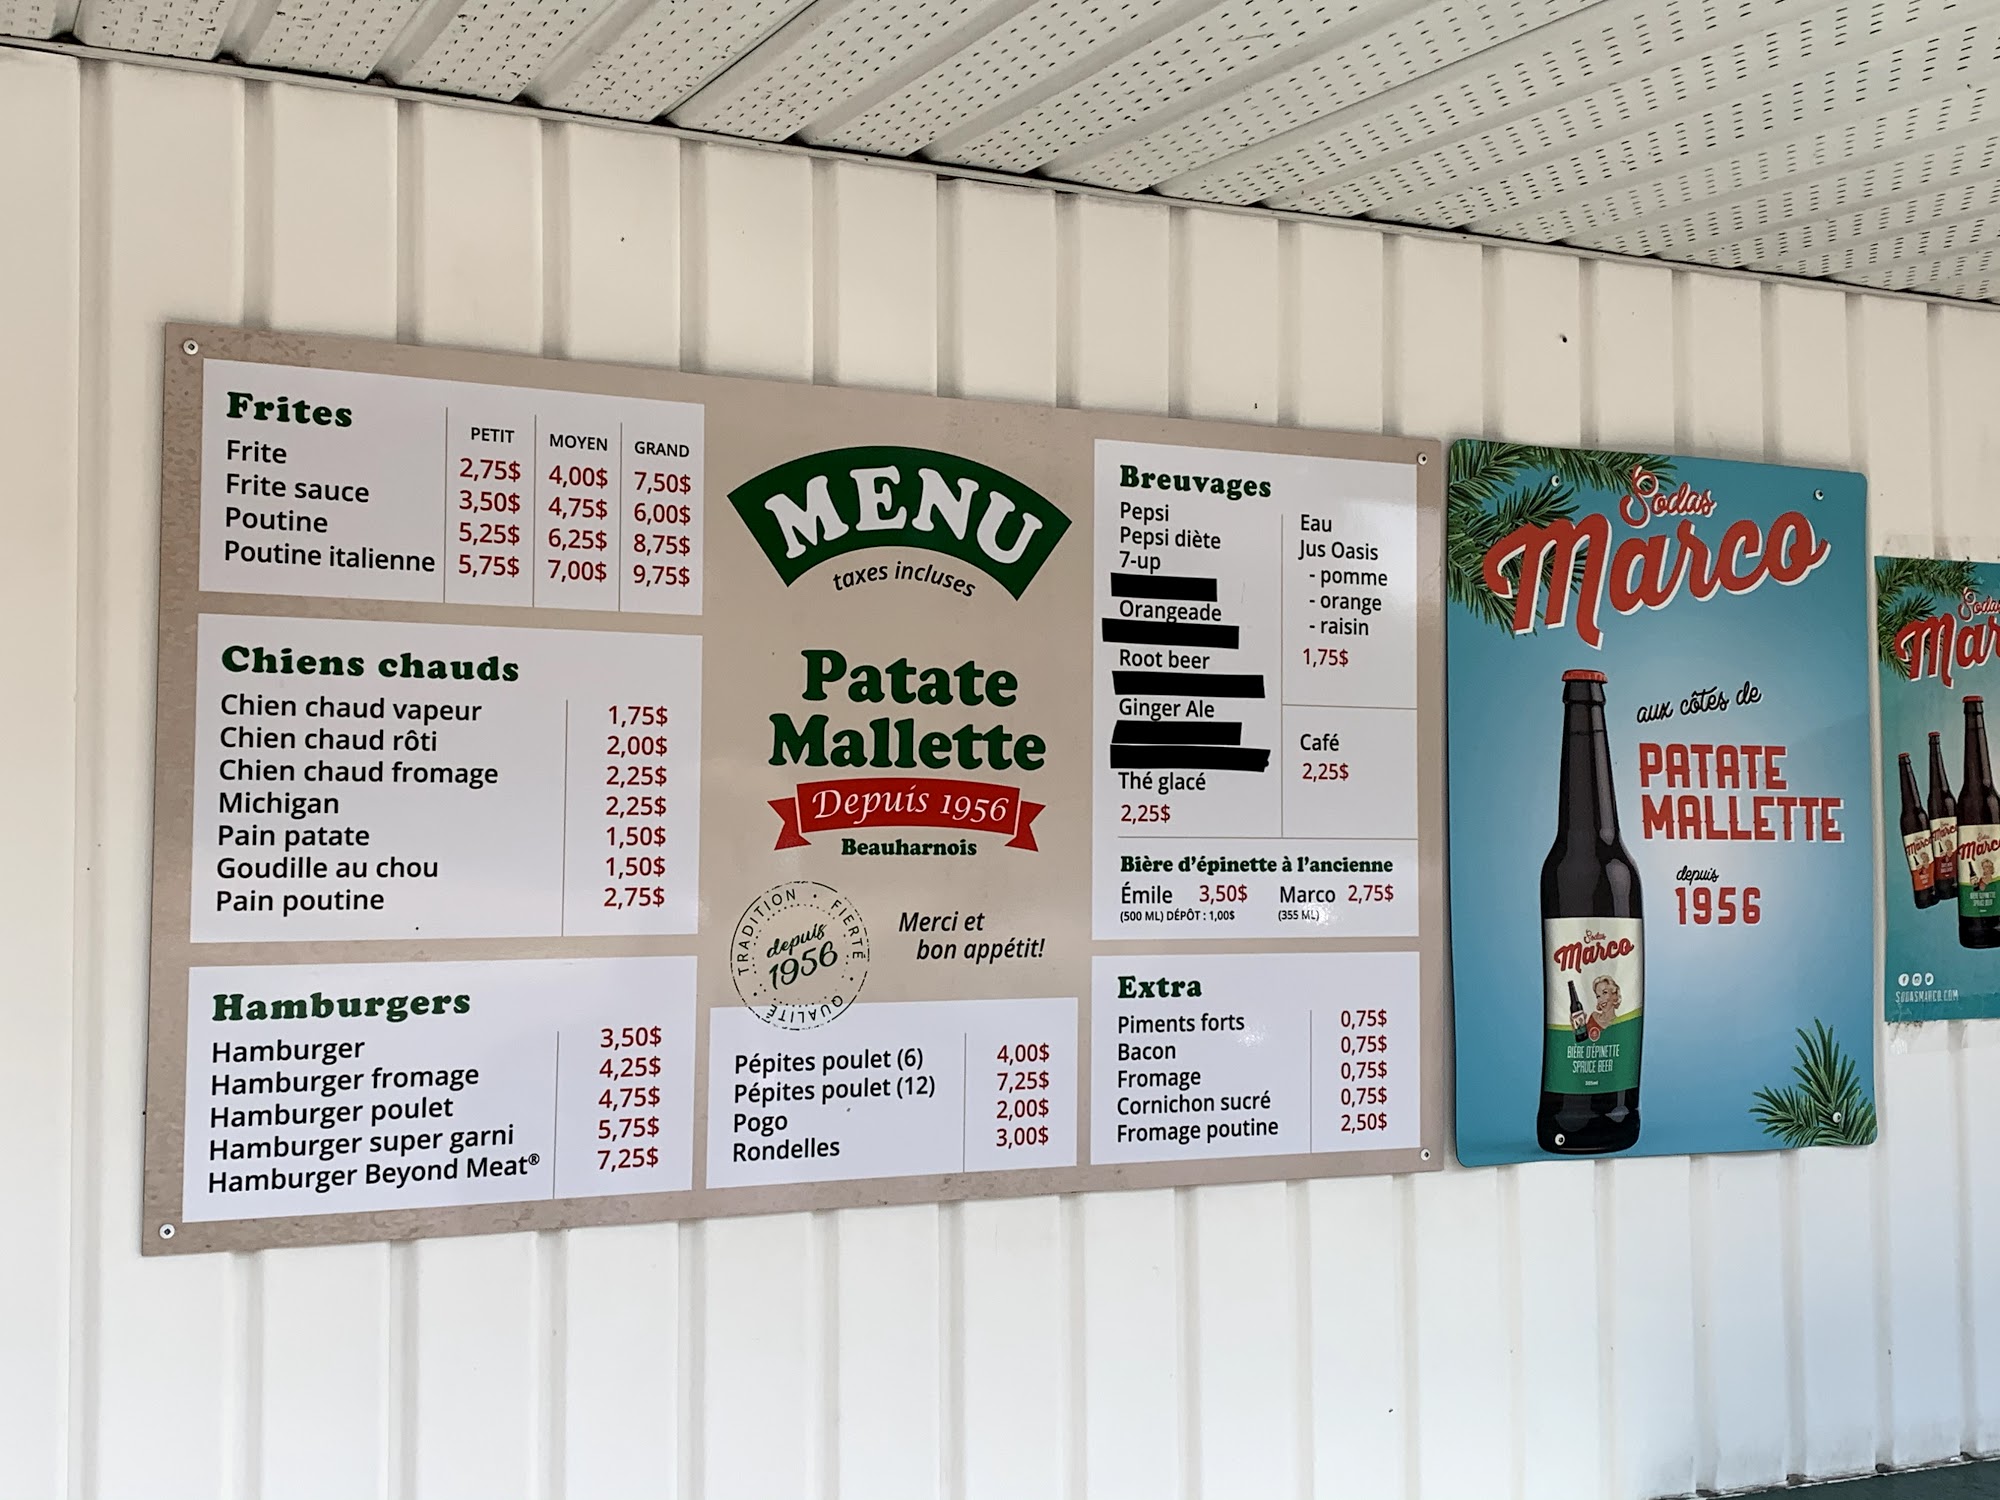 Frites
PETIT MOYEN GRAND
Frite 2,75$ 4,00$ 7,50$
Frite sauce 3,50$ 4,75$ 6,00$
Poutine 5,25$ 6,25$ 8,75$
Poutine italienne 5,75$ 7,00$ 9,75$
Chiens chauds
Chien chaud vapeur 1,75$
Chien chaud rôti 2,00$
Chien chaud fromage 2,25$
Michigan 2,25$
Pain patate 1,50$
Goudille au chou 1,50$
Pain poutine 2,75$
Hamburgers
Hamburger 3,50$
Hamburger fromage 4,25$
Hamburger poulet 4,75$
Hamburger super garni 5,75$
Hamburger Beyond Meat® 7,25$
MENU
taxes incluses
Patate
Mallette
Depuis 1956
Beauharnois
TRADITION • FIERTÉ • QUALITÉ •
depuis
1956
Merci et
bon appétit!
Pépites poulet (6) 4,00$
Pépites poulet (12) 7,25$
Pogo 2,00$
Rondelles 3,00$
Breuvages
Pepsi
Pepsi diète
7-up
Orangeade
Root beer
Ginger Ale
Thé glacé
2,25$
Eau
Jus Oasis
- pomme
- orange
- raisin
1,75$
Café
2,25$
Bière d'épinette à l'ancienne
Émile 3,50$ Marco 2,75$
(500 ML) DÉPÔT : 1,00$ (355 ML)
Extra
Piments forts 0,75$
Bacon 0,75$
Fromage 0,75$
Cornichon sucré 0,75$
Fromage poutine 2,50$
Sodas
Marco
aux côtés de
PATATE
MALLETTE
depuis
1956
Sodas
Marco
BIÈRE D'ÉPINETTE
SPRUCE BEER
355ml
SODASMARCO.COM